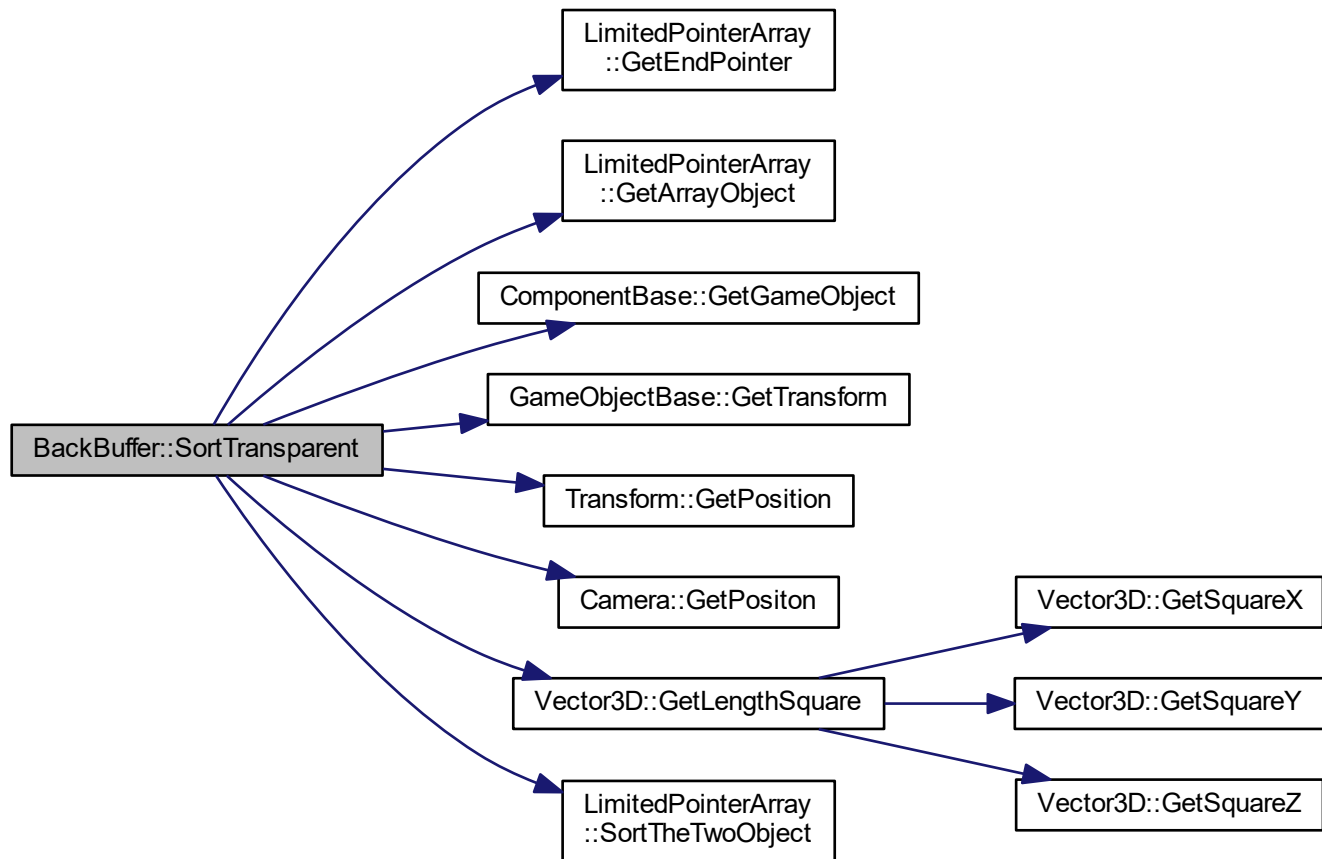 LimitedPointerArray
::GetEndPointer
LimitedPointerArray
::GetArrayObject
ComponentBase::GetGameObject
GameObjectBase::GetTransform
BackBuffer::SortTransparent
Transform::GetPosition
Camera::GetPositon
Vector3D::GetSquareX
Vector3D::GetLengthSquare
Vector3D::GetSquareY
Vector3D::GetSquareZ
LimitedPointerArray
::SortTheTwoObject